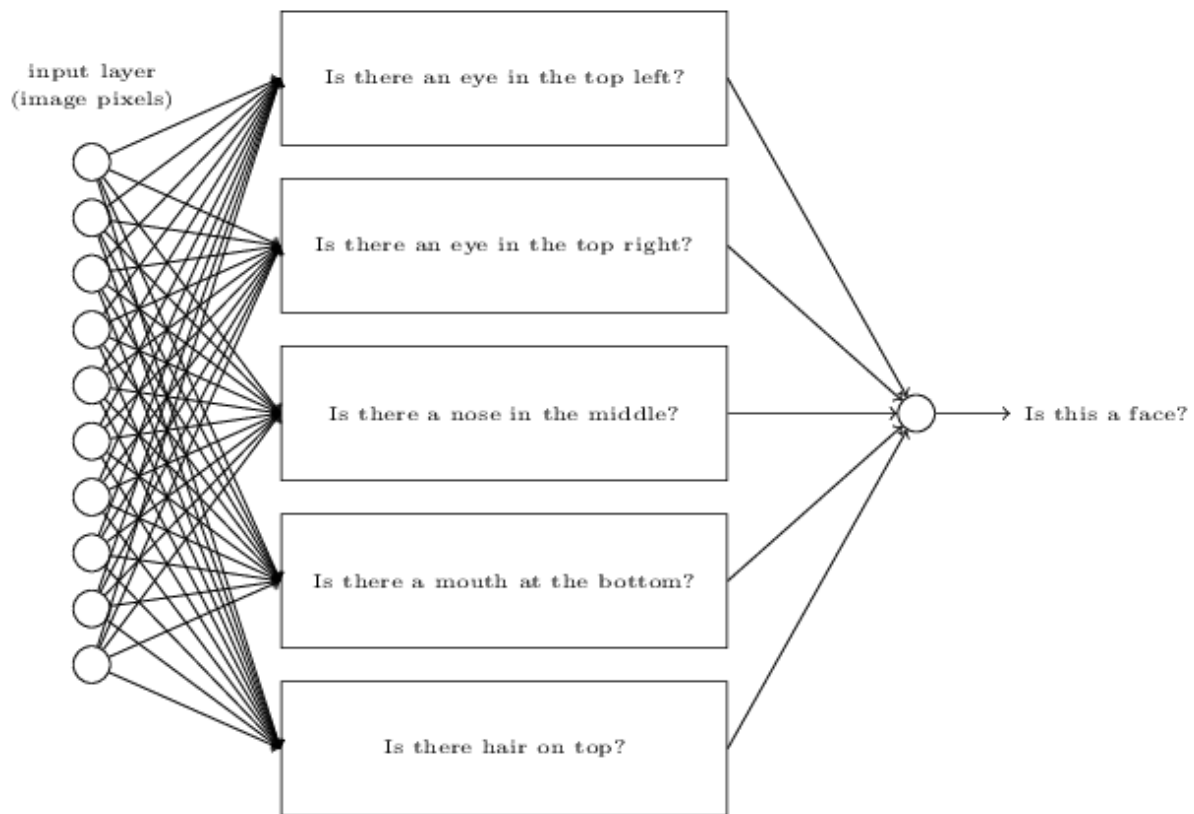 input layer
(image pixels)
Is there an eye in the top left?
Is there an eye in the top right?
Is there a nose in the middle?
Is there a mouth at the bottom?
Is there hair on top?
Is this a face?